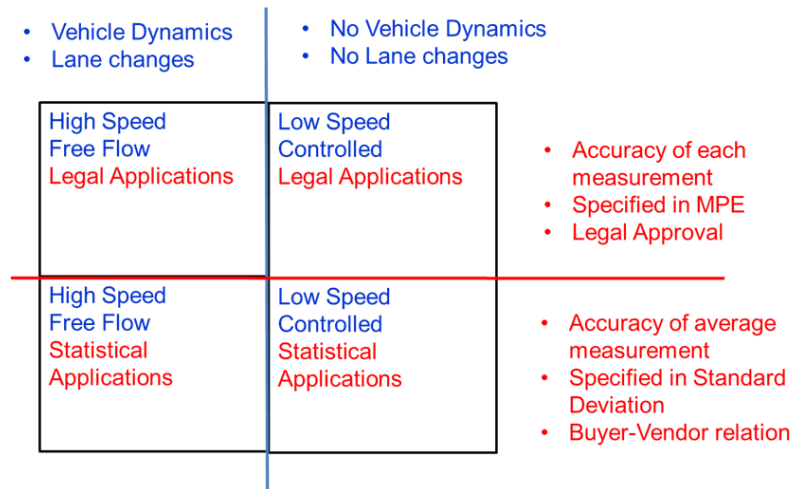 • Vehicle Dynamics
• Lane changes
• No Vehicle Dynamics
• No Lane changes
High Speed
Free Flow
Legal Applications
Low Speed
Controlled
Legal Applications
• Accuracy of each
measurement
• Specified in MPE
• Legal Approval
High Speed
Free Flow
Statistical
Applications
Low Speed
Controlled
Statistical
Applications
• Accuracy of average
measurement
• Specified in Standard
Deviation
• Buyer-Vendor relation